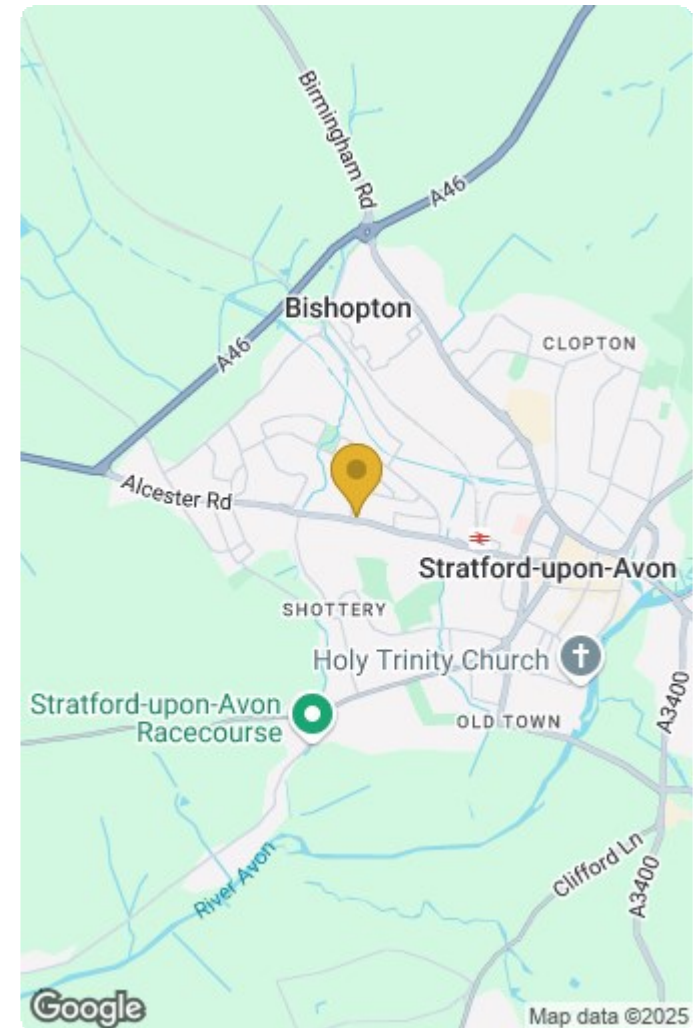 Birmingham Rd
A46
Bishopton
CLOPTON
A46
Alcester Rd
Stratford-upon-Avon
SHOTTERY
Holy Trinity Church
Stratford-upon-Avon
Racecourse
OLD TOWN
A3400
Clifford Ln
A3400
River Avon
Google
Map data ©2025